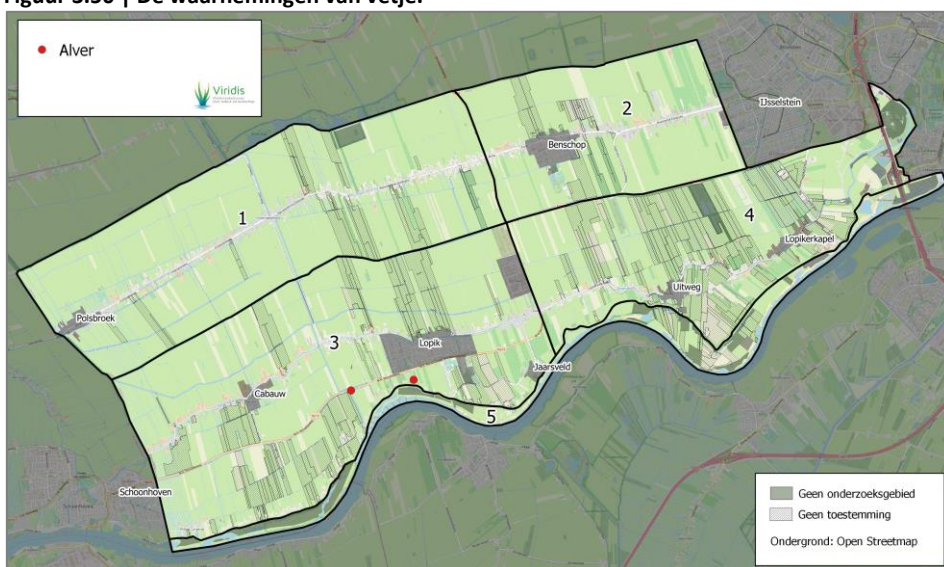 Figuur 3.50 | De waarnemingen van vetje.
Alver
Viridis
2
IJsselstein
Benschop
1
4
Lopikerkapel
Uitweg
Polsbroek
3
Lopik
Jaarsveld
Cabauw
5
Schoonhoven
Geen onderzoeksgebied
Geen toestemming
Ondergrond: Open Streetmap